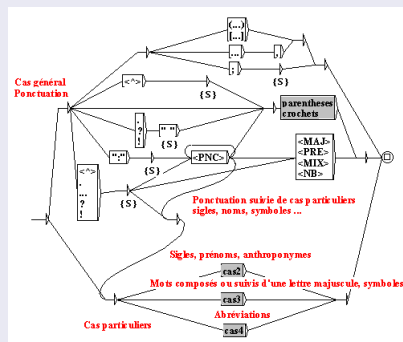 (...)
[...]
...
,
;
{S}
Cas général
Ponctuation
<^>
{S}
.
?
!
" "
{S}
parentheses
crochets
":"
{S}
<PNC>
<MAJ>
<PRE>
<MIX>
<NB>
<^>
.
...
?
!
{S}
Ponctuation suivie de cas particuliers
sigles, noms, symboles ...
Sigles, prénoms, anthroponymes
cas2
Mots composés ou suivis d'une lettre majuscule, symboles
cas3
Cas particuliers
Abréviations
cas4